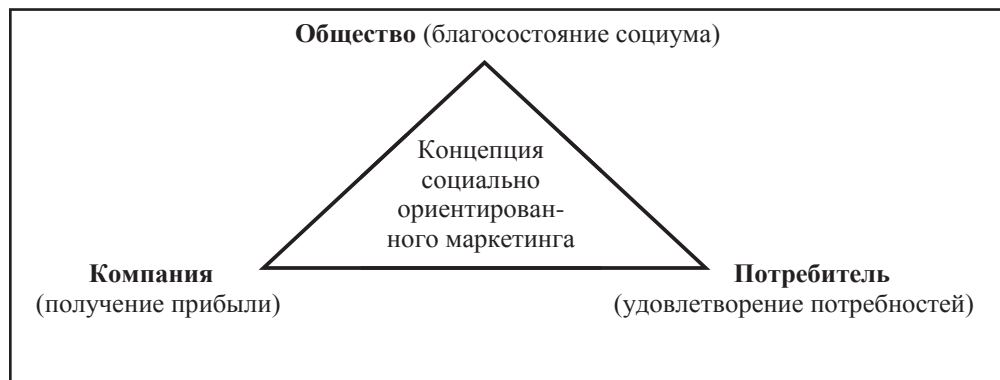 Общество (благосостояние социума)
Концепция
социально
ориентирован-
ного маркетинга
Компания
(получение прибыли)
Потребитель
(удовлетворение потребностей)